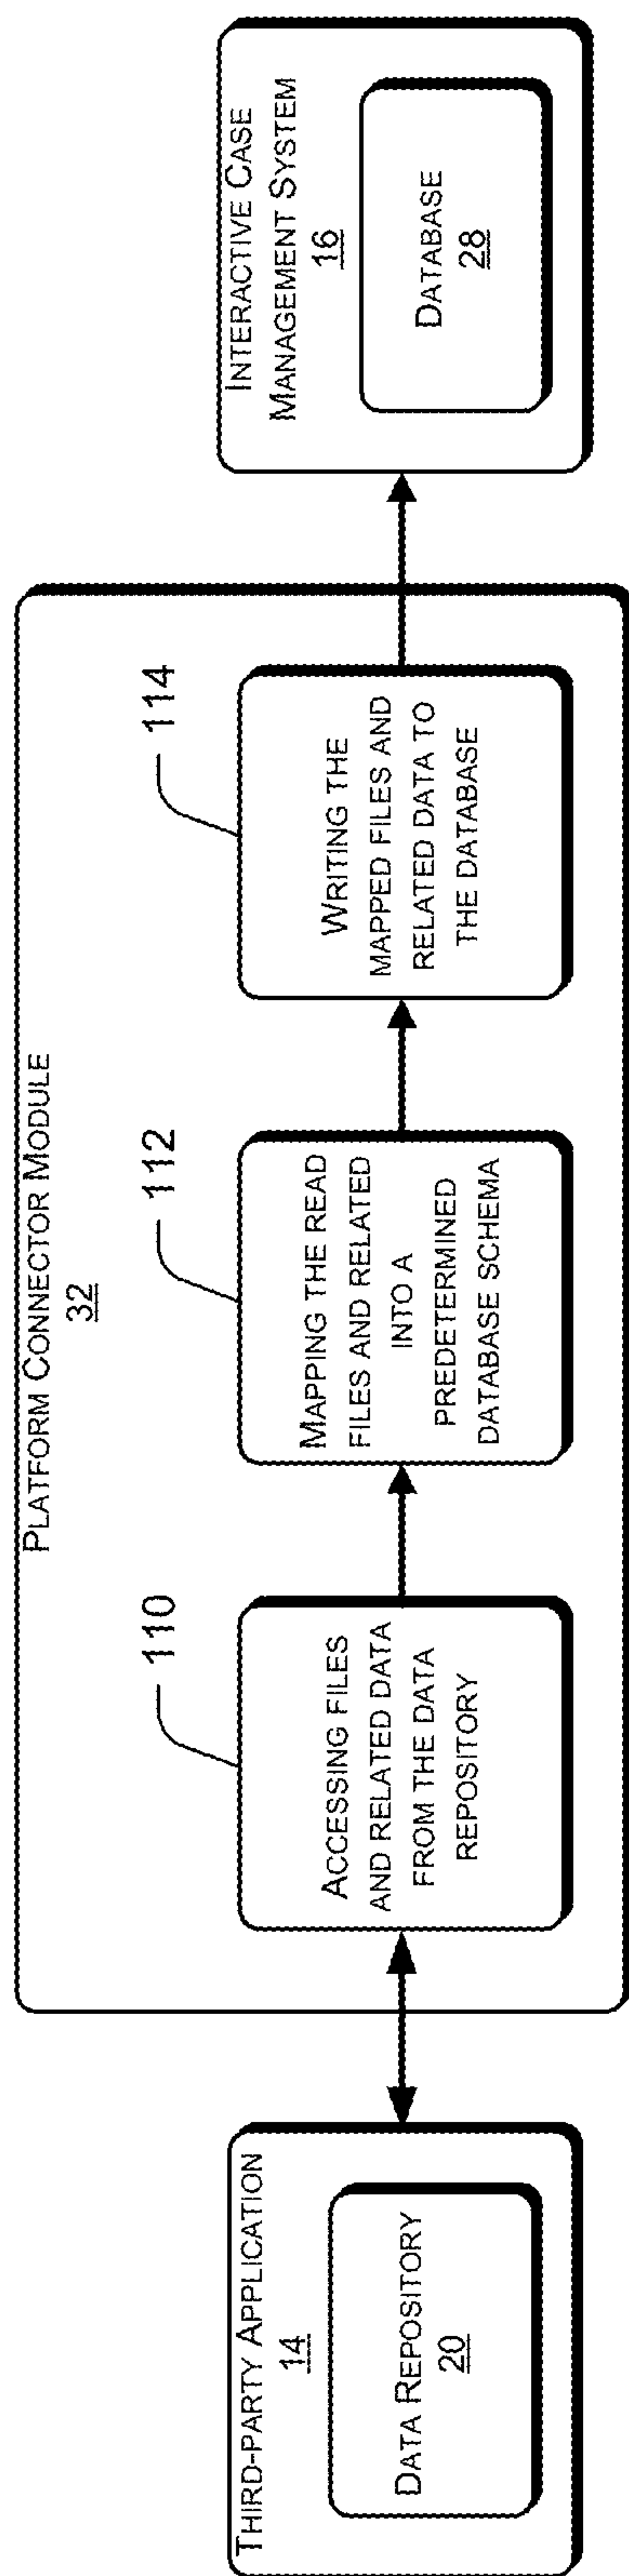 THIRD-PARTY APPLICATION
14
DATA REPOSITORY
20
PLATFORM CONNECTOR MODULE
32
110
ACCESSING FILES
AND RELATED DATA
FROM THE DATA
REPOSITORY
112
MAPPING THE READ
FILES AND RELATED
INTO A
PREDETERMINED
DATABASE SCHEMA
114
WRITING THE
MAPPED FILES AND
RELATED DATA TO
THE DATABASE
INTERACTIVE CASE
MANAGEMENT SYSTEM
16
DATABASE
28